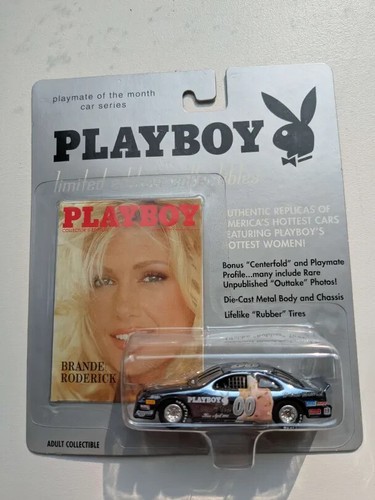 playmate of the month
car series
PLAYBOY
limited
AUTHENTIC REPLICAS OF
AMERICA'S HOTTEST CARS
FEATURING PLAYBOY'S
HOTTEST WOMEN!
Bonus "Centerfold" and Playmate
Profile...many include Rare
Unpublished "Outtake" Photos!
Die-Cast Metal Body and Chassis
Lifelike "Rubber" Tires
PLAYBOY
BRANDE
RODERICK
PLAYBOY
00
ADULT COLLECTIBLE